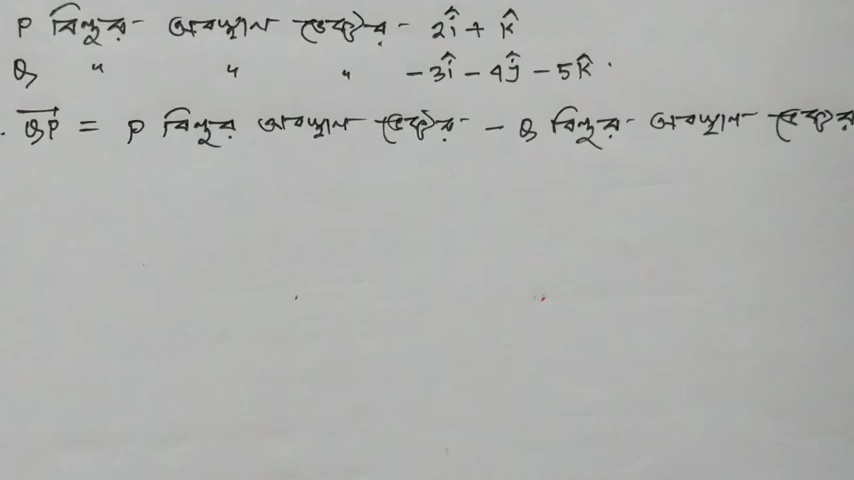 P বিন্দুর অবস্থান ভেক্টর 2î + k̂
Q " " " - 3î - 4ĵ - 5k̂ .
. →QP = P বিন্দুর অবস্থান ভেক্টর - Q বিন্দুর অবস্থান ভেক্টর